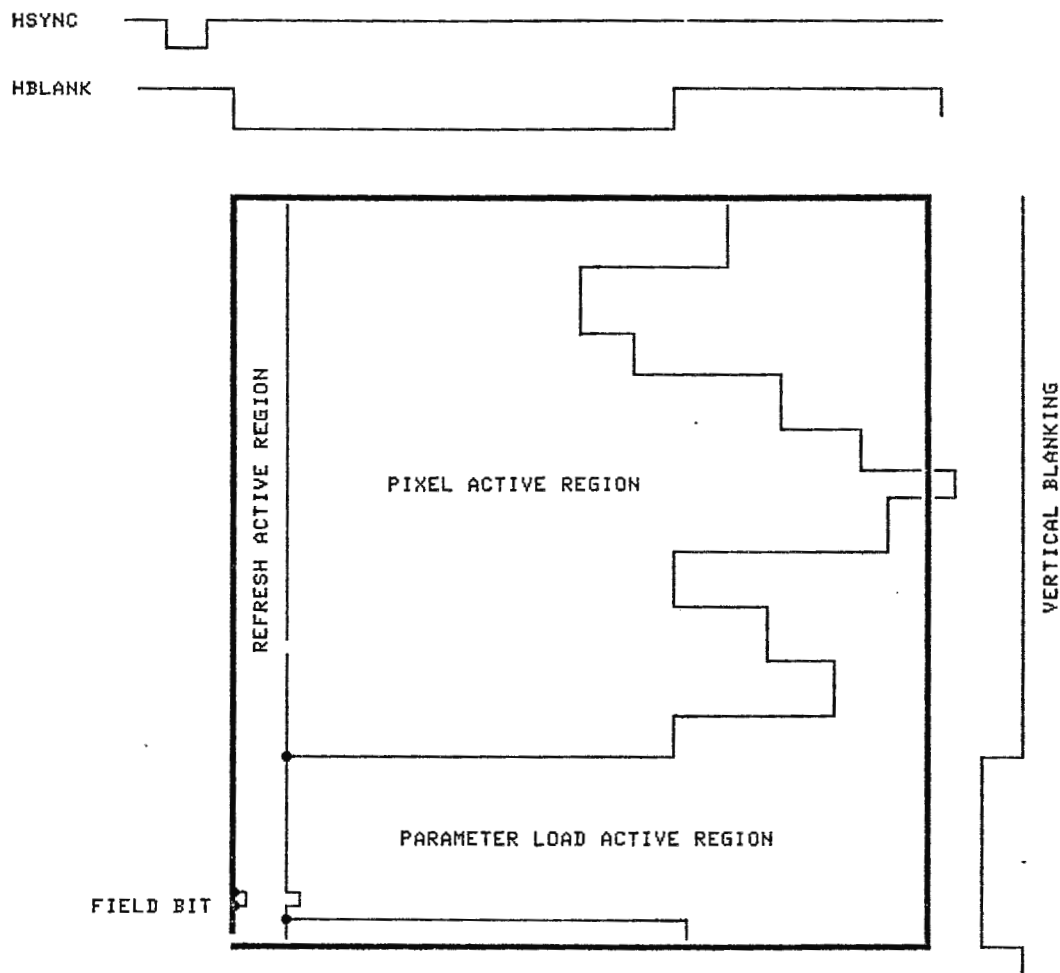 HSYNC
HBLANK
REFRESH ACTIVE REGION
PIXEL ACTIVE REGION
VERTICAL BLANKING
PARAMETER LOAD ACTIVE REGION
FIELD BIT